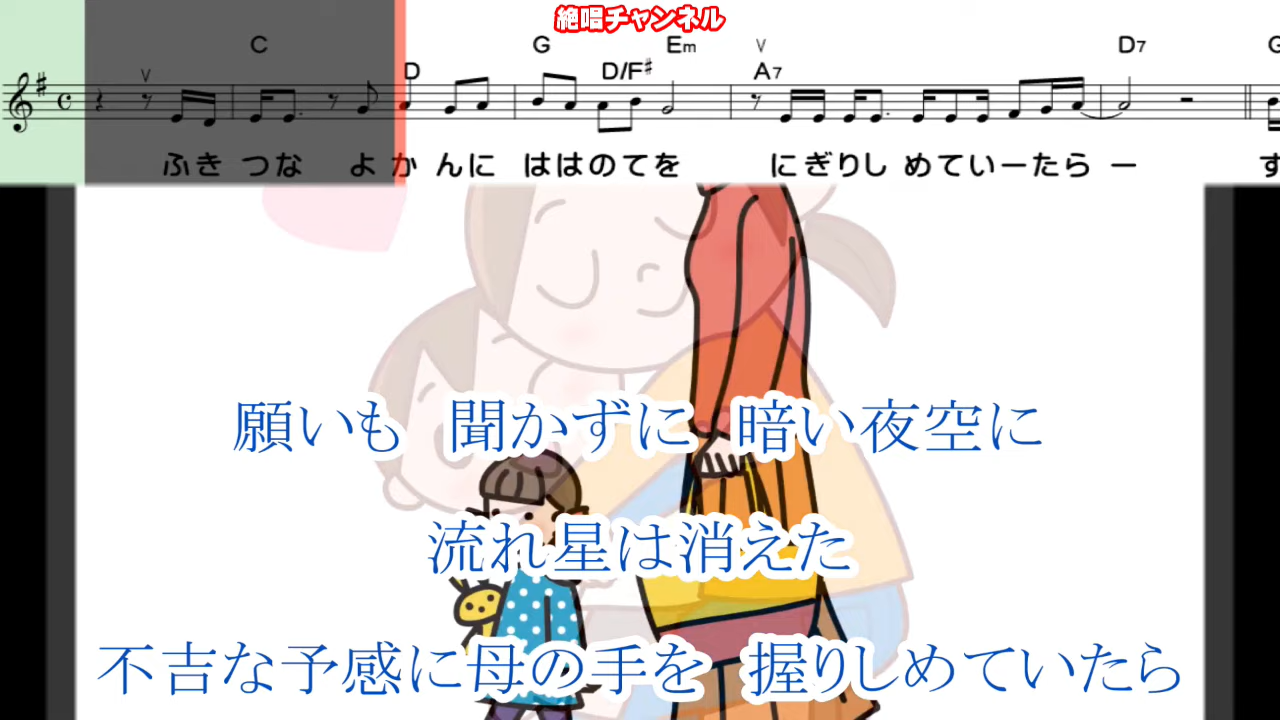 絶唱チャンネル
C G Em D7 G
D D/F♯ A7
ふき つな よ か んに ははのてを にぎりし めていーたら ー す
願いも 聞かずに 暗い夜空に
流れ星は消えた
不吉な予感に母の手を 握りしめていたら